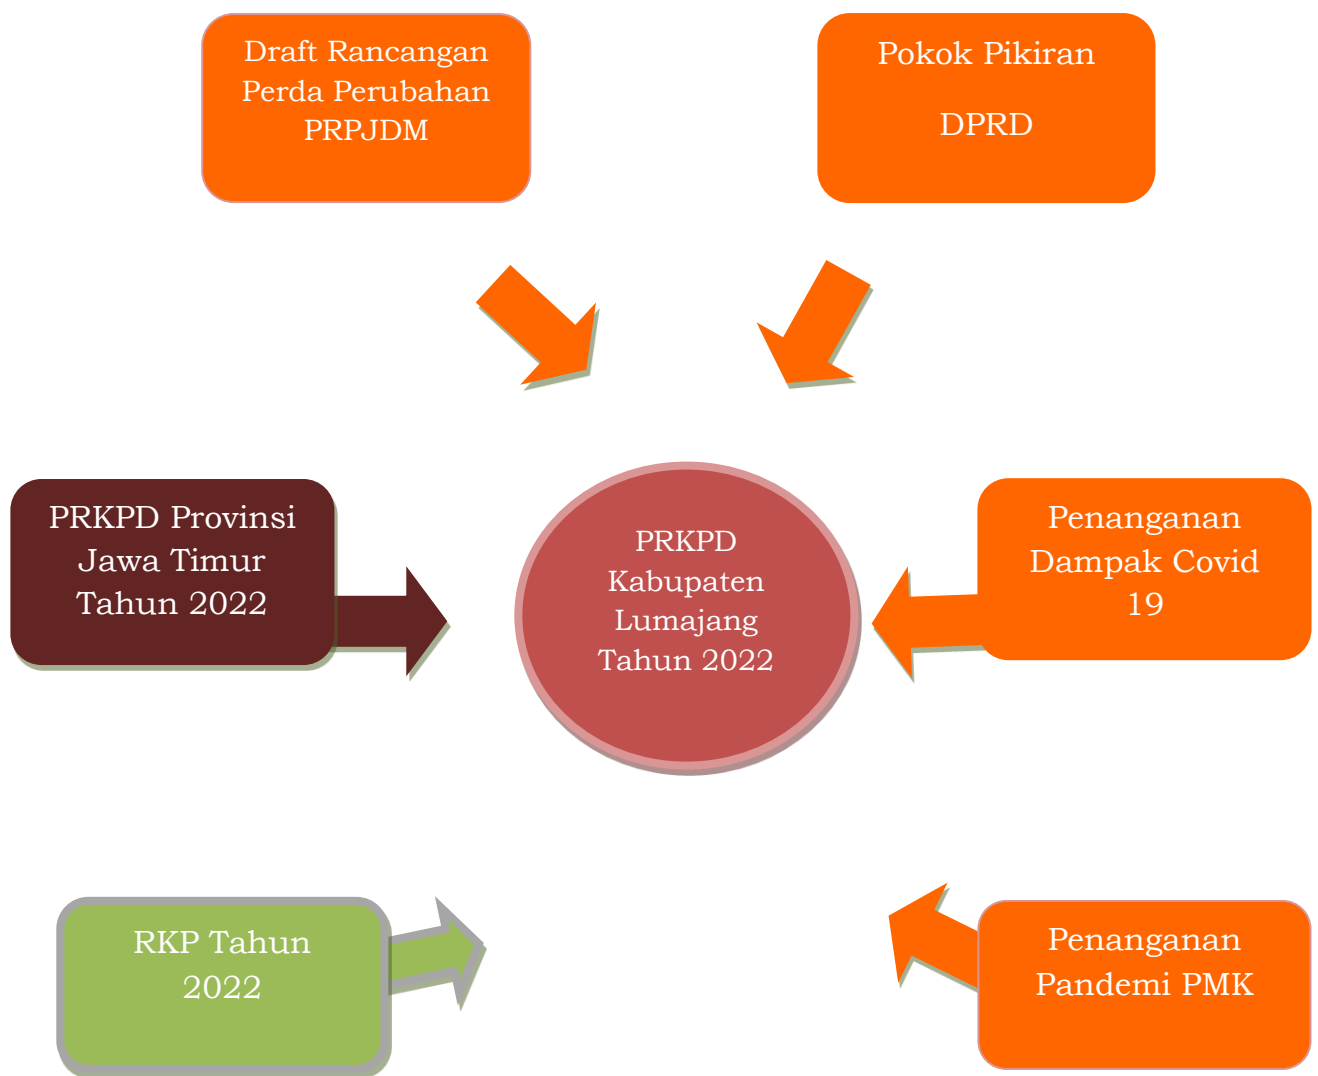 Draft Rancangan
Perda Perubahan
PRPJDM
Pokok Pikiran
DPRD
PRKPD Provinsi
Jawa Timur
Tahun 2022
PRKPD
Kabupaten
Lumajang
Tahun 2022
Penanganan
Dampak Covid
19
RKP Tahun
2022
Penanganan
Pandemi PMK